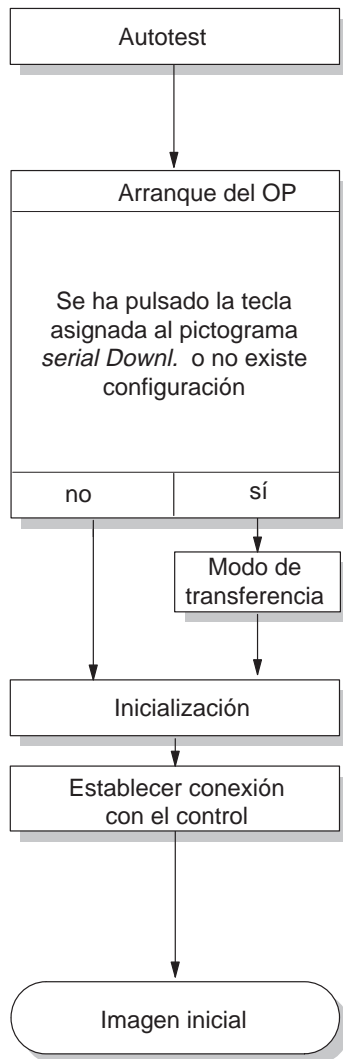 Autotest
Arranque del OP
Se ha pulsado la tecla
asignada al pictograma
serial Downl. o no existe
configuración
no
sí
Modo de
transferencia
Inicialización
Establecer conexión
con el control
Imagen inicial